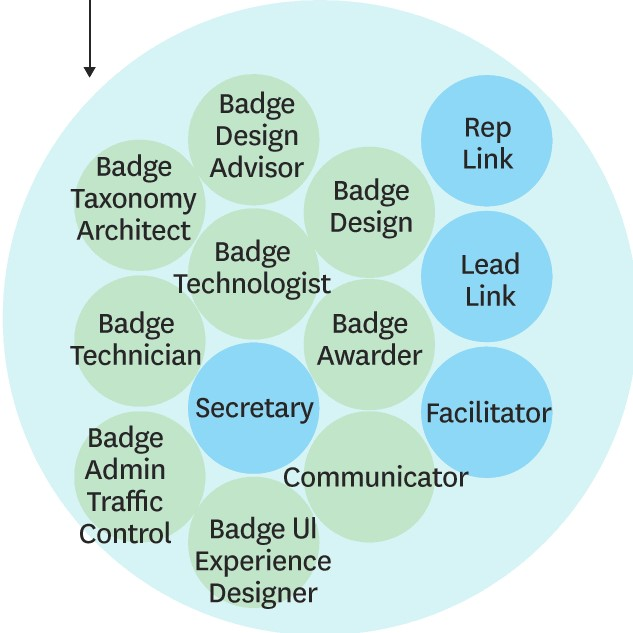 Badge
Design
Advisor
Rep
Link
Badge
Taxonomy
Architect
Badge
Design
Badge
Technologist
Lead
Link
Badge
Technician
Badge
Awarder
Secretary
Facilitator
Badge
Admin
Traffic
Control
Communicator
Badge UI
Experience
Designer